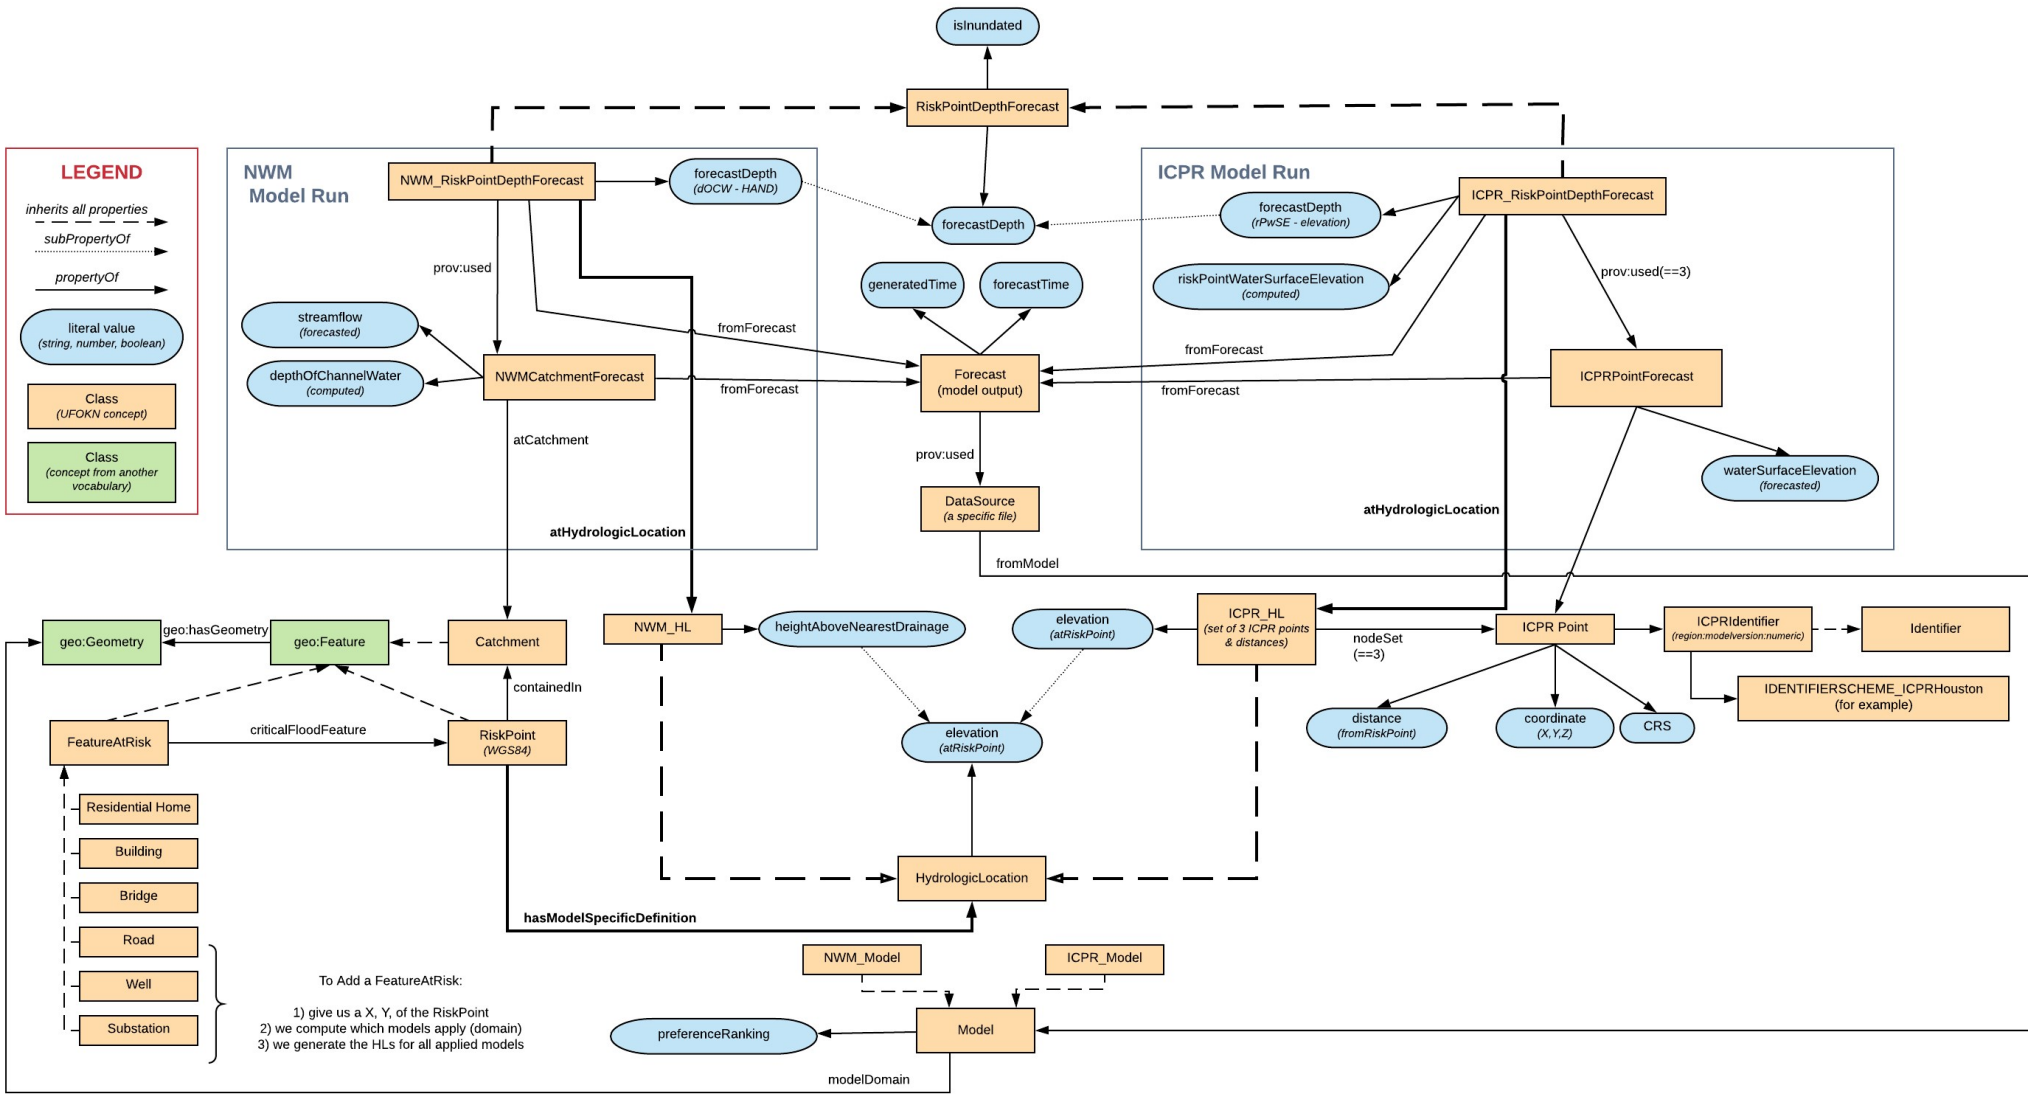 isInundated
RiskPointDepthForecast
LEGEND
inherits all properties
subPropertyOf
propertyOf
literal value
(string, number, boolean)
Class
(UFOKN concept)
Class
(concept from another
vocabulary)
NWM
Model Run
NWM_RiskPointDepthForecast
forecastDepth
(dOCW - HAND)
forecastDepth
ICPR Model Run
ICPR_RiskPointDepthForecast
forecastDepth
(rPwSE - elevation)
prov:used
prov:used(==3)
generatedTime
forecastTime
riskPointWaterSurfaceElevation
(computed)
streamflow
(forecasted)
fromForecast
fromForecast
depthOfChannelWater
(computed)
NWMCatchmentForecast
fromForecast
Forecast
(model output)
fromForecast
ICPRPointForecast
atCatchment
prov:used
waterSurfaceElevation
(forecasted)
DataSource
(a specific file)
atHydrologicLocation
atHydrologicLocation
fromModel
geo:Geometry
geo:hasGeometry
geo:Feature
Catchment
NWM_HL
heightAboveNearestDrainage
elevation
(atRiskPoint)
ICPR_HL
(set of 3 ICPR points
& distances)
nodeSet
(==3)
ICPR Point
ICPRIdentifier
(region:modelversion:numeric)
Identifier
containedIn
IDENTIFIERSCHEME_ICPRHouston
(for example)
FeatureAtRisk
criticalFloodFeature
RiskPoint
(WGS84)
elevation
(atRiskPoint)
distance
(fromRiskPoint)
coordinate
(X,Y,Z)
CRS
Residential Home
Building
Bridge
Road
Well
Substation
HydrologicLocation
hasModelSpecificDefinition
To Add a FeatureAtRisk:
1) give us a X, Y, of the RiskPoint
2) we compute which models apply (domain)
3) we generate the HLs for all applied models
NWM_Model
ICPR_Model
preferenceRanking
Model
modelDomain